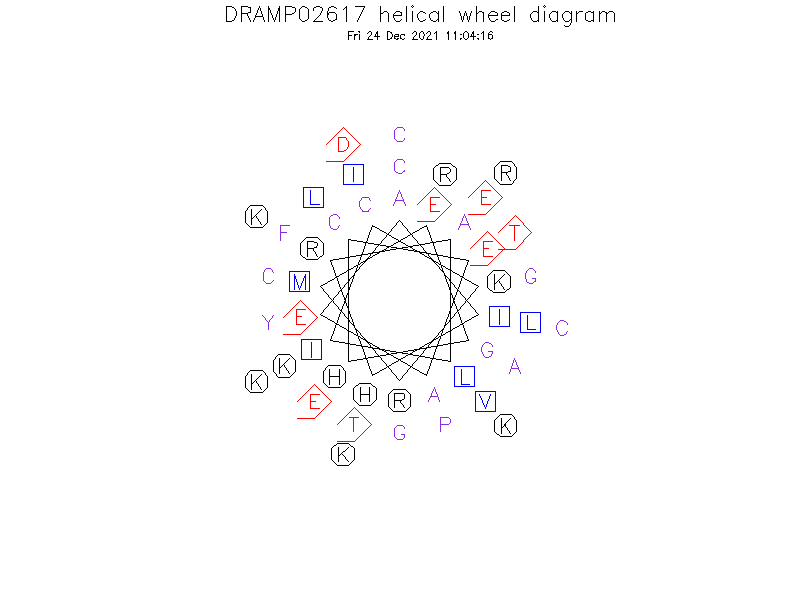 DRAMP02617 helical wheel diagram
Fri 24 Dec 2021 11:04:16
C
D
C
I R R
L C A E E
K C A
F T
R E
C M K G
Y E I L C
I G
K A
K H L
E H R A V
T P K
G
K